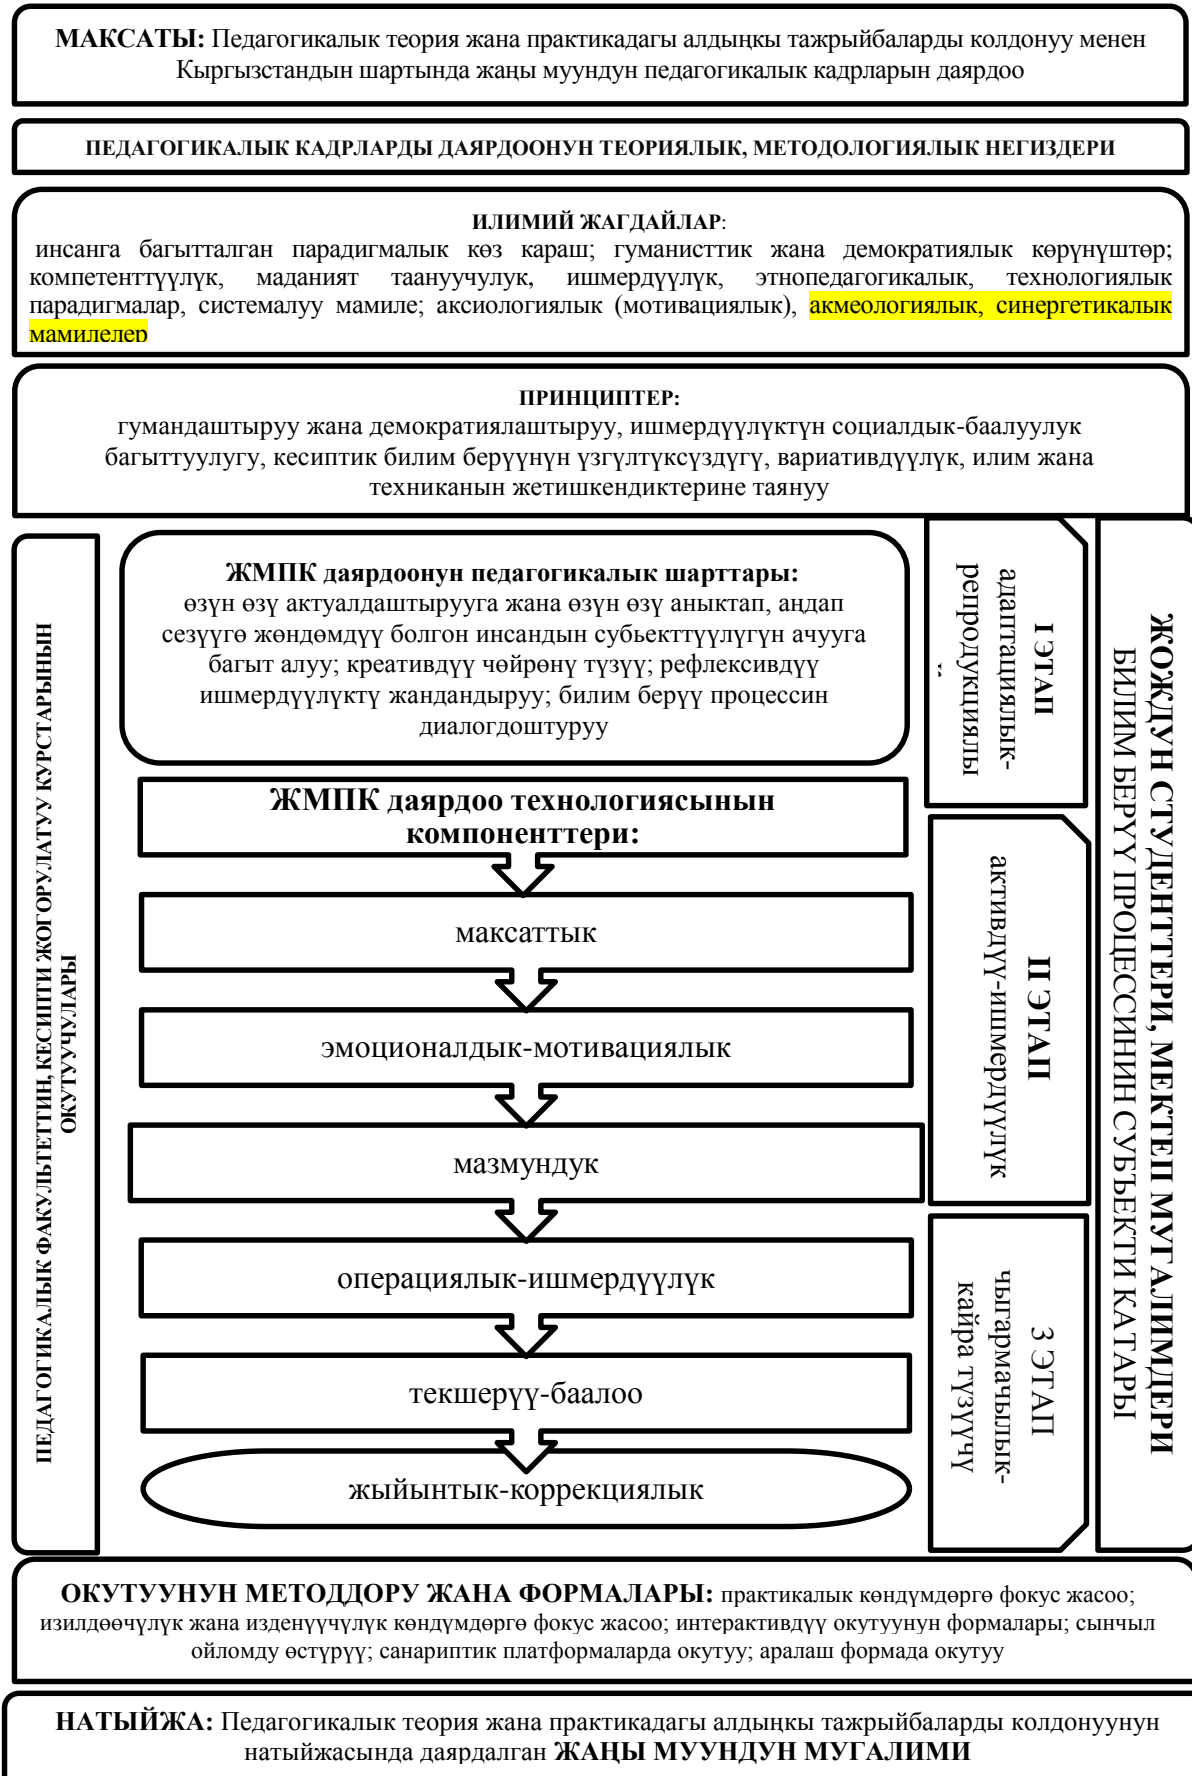 МАКСАТЫ: Педагогикалык теория жана практикадагы алдыңкы тажрыйбаларды колдонуу менен
Кыргызстандын шартында жаңы муундун педагогикалык кадрларын даярдоо
ПЕДАГОГИКАЛЫК КАДРЛАРДЫ ДАЯРДООНУН ТЕОРИЯЛЫК, МЕТОДОЛОГИЯЛЫК НЕГИЗДЕРИ
ИЛИМИЙ ЖАГДАЙЛАР:
инсанга багытталган парадигмалык көз караш; гуманисттик жана демократиялык көрүнүштөр;
компетенттүүлүк, маданият таануучулук, ишмердүүлүк, этнопедагогикалык, технологиялык
парадигмалар, системалуу мамиле; аксиологиялык (мотивациялык), акмеологиялык, синергетикалык
мамилелер
ПРИНЦИПТЕР:
гумандаштыруу жана демократиялаштыруу, ишмердүүлүктүн социалдык-баалуулук
багыттуулугу, кесиптик билим берүүнүн үзгүлтүксүздүгү, вариативдүүлүк, илим жана
техниканын жетишкендиктерине таянуу
ПЕДАГОГИКАЛЫК ФАКУЛЬТЕТТИН, КЕСИПТИ ЖОГОРУЛАТУУ КУРСТАРЫНЫН
ОКУТУУЧУЛАРЫ
ЖМПК даярдоонун педагогикалык шарттары:
өзүн өзү актуалдаштырууга жана өзүн өзү аныктап, аңдап
сезүүгө жөндөмдүү болгон инсандын субьекттүүлүгүн ачууга
багыт алуу; креативдүү чөйрөнү түзүү; рефлексивдүү
ишмердүүлүктү жандандыруу; билим берүү процессин
диалогдоштуруу
ЖМПК даярдоо технологиясынын
компоненттери:
максаттык
эмоционалдык-мотивациялык
мазмундук
операциялык-ишмердүүлүк
текшерүү-баалоо
жыйынтык-коррекциялык
I ЭТАП
адаптациялык-
репродукциялы
II ЭТАП
активдүү-ишмердүүлүк
3 ЭТАП
чыгармачылык-
кайра түзүүчү
ЖОЖДУН СТУДЕНТТЕРИ, МЕКТЕП МУГАЛИМДЕРИ
БИЛИМ БЕРҮҮ ПРОЦЕССИНИН СУБЪЕКТИ КАТАРЫ
ОКУТУУНУН МЕТОДДОРУ ЖАНА ФОРМАЛАРЫ: практикалык көндүмдөргө фокус жасоо;
изилдөөчүлүк жана изденүүчүлүк көндүмдөргө фокус жасоо; интерактивдүү окутуунун формалары; сынчыл
ойломду өстүрүү; санариптик платформаларда окутуу; аралаш формада окутуу
НАТЫЙЖА: Педагогикалык теория жана практикадагы алдыңкы тажрыйбаларды колдонуунун
натыйжасында даярдалган ЖАҢЫ МУУНДУН МУГАЛИМИ